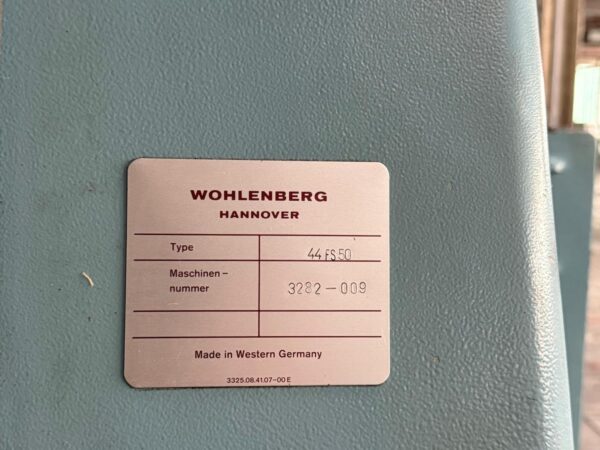 WOHLENBERG
HANNOVER
Type 44 FS 50
Maschinen-
nummer 3282-009
Made in Western Germany
3325.08.41.07-00 E